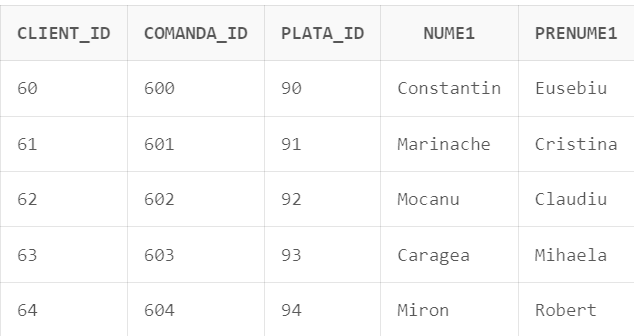 CLIENT_ID COMANDA_ID PLATA_ID NUME1 PRENUME1
60 600 90 Constantin Eusebiu
61 601 91 Marinache Cristina
62 602 92 Mocanu Claudiu
63 603 93 Caragea Mihaela
64 604 94 Miron Robert